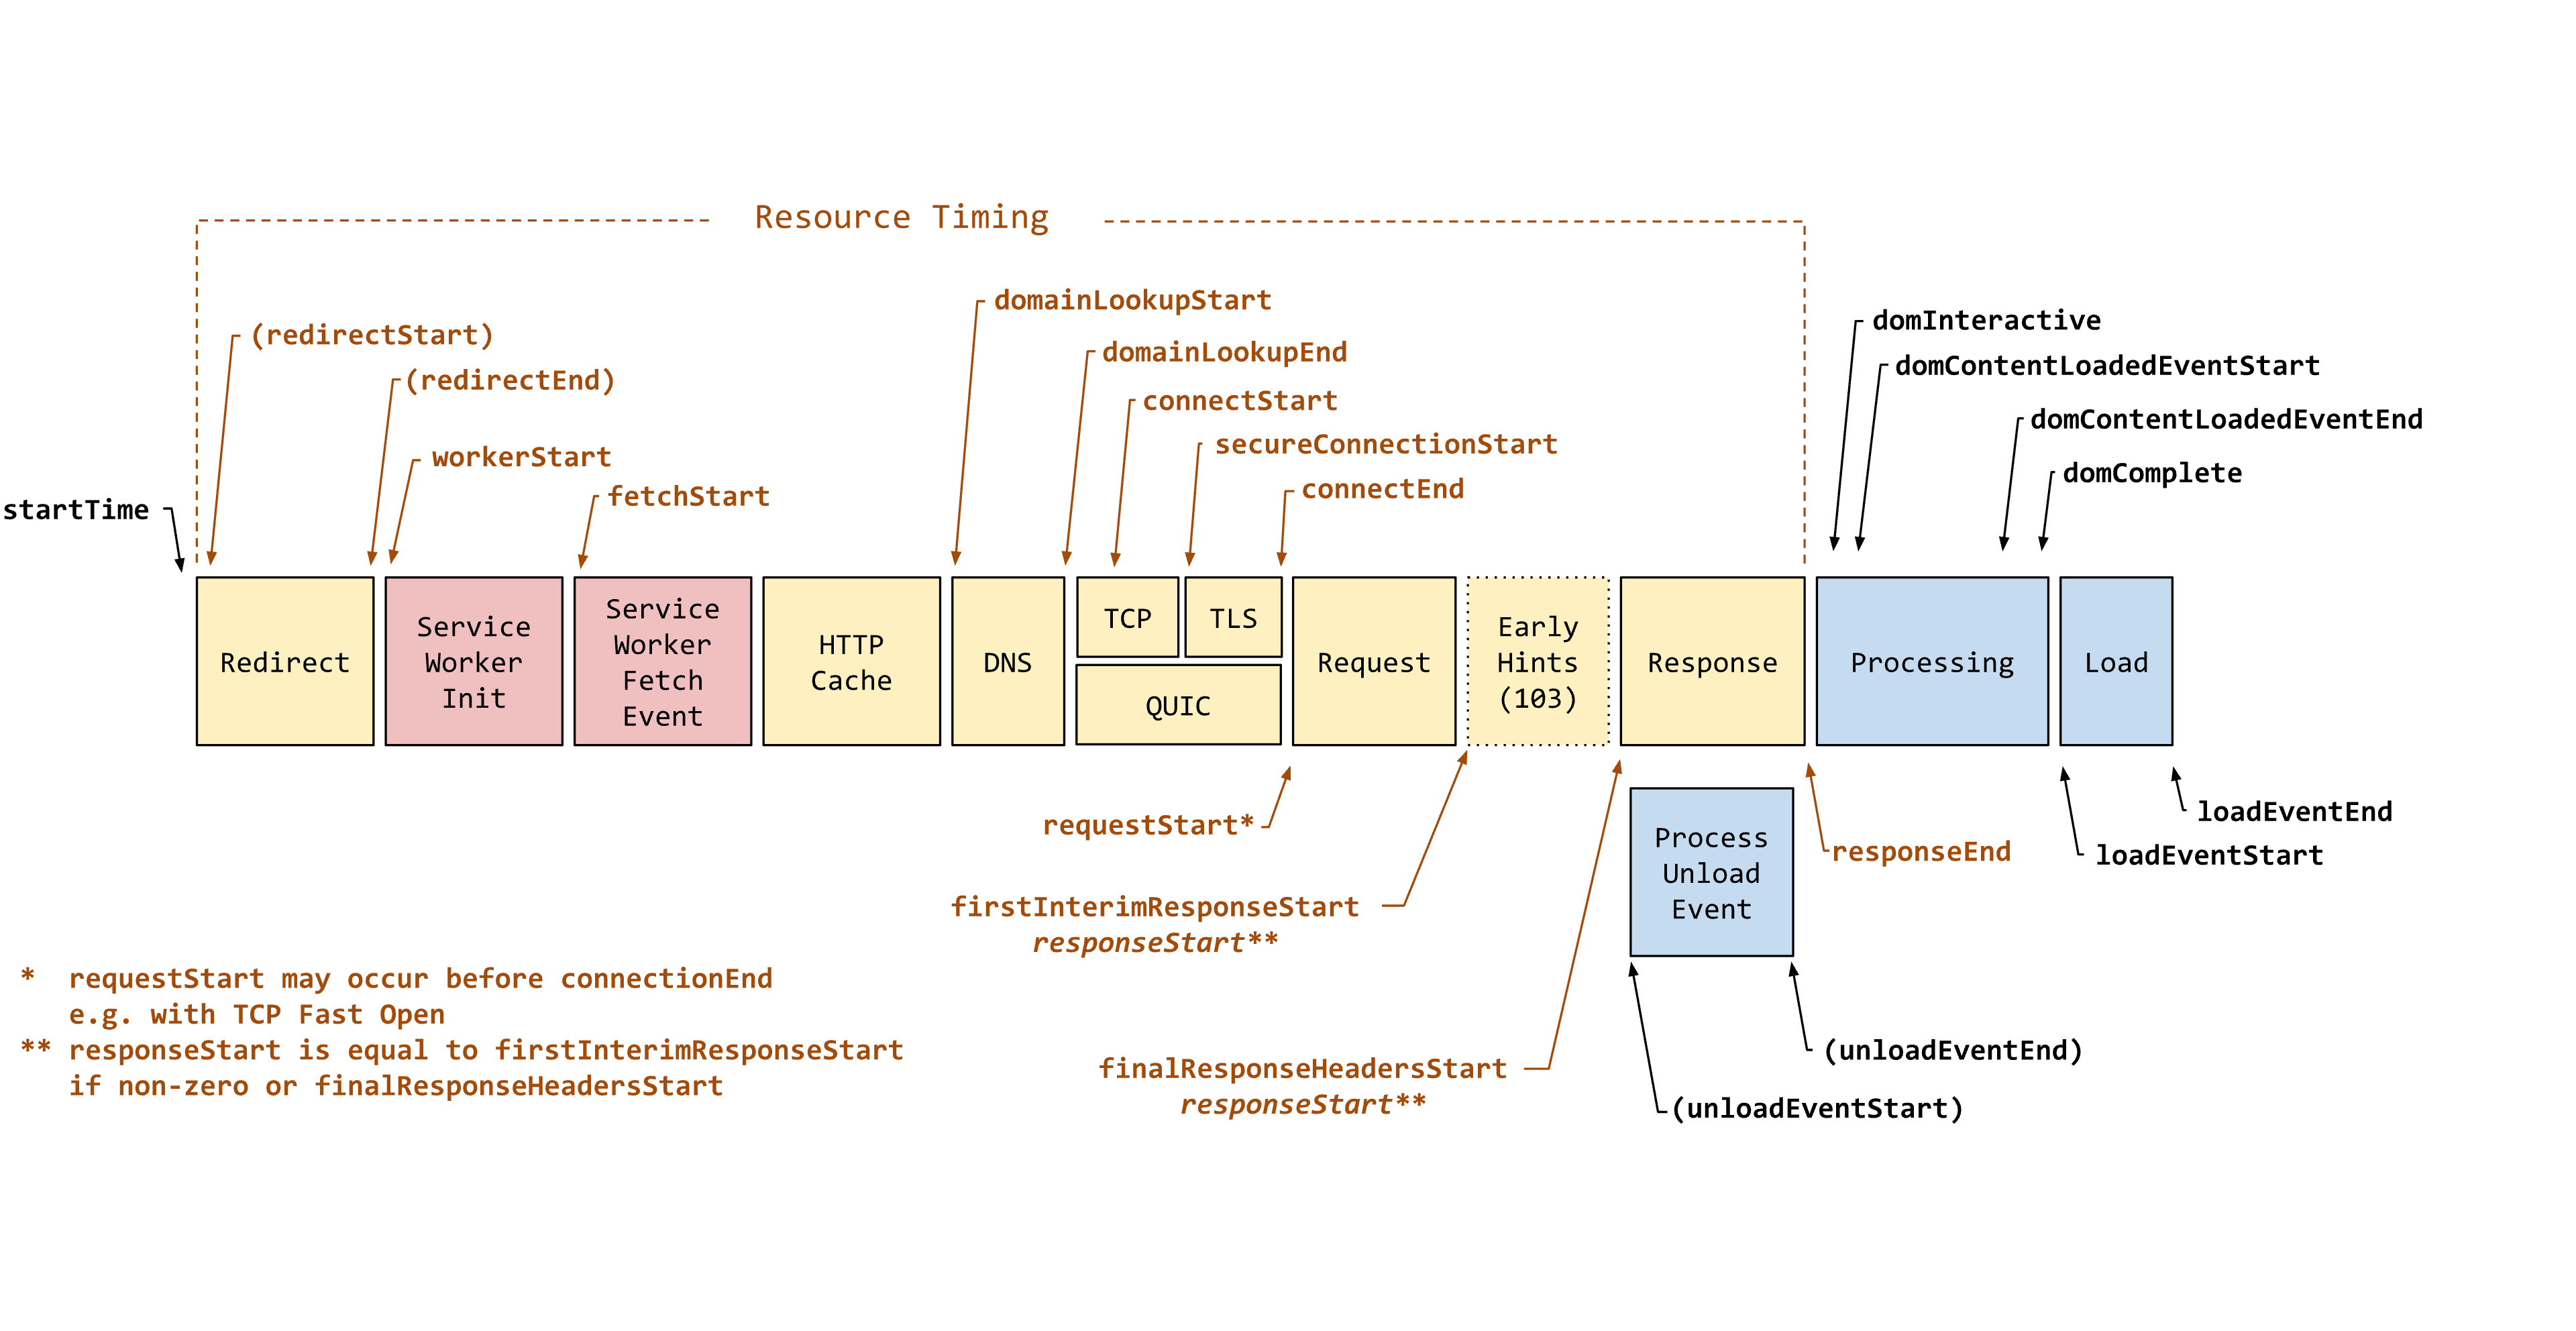 Resource Timing
domainLookupStart
(redirectStart)
domInteractive
domainLookupEnd
domContentLoadedEventStart
(redirectEnd)
connectStart
domContentLoadedEventEnd
secureConnectionStart
workerStart
domComplete
connectEnd
fetchStart
startTime
Redirect
Service
Worker
Init
Service
Worker
Fetch
Event
HTTP
Cache
DNS
TCP
TLS
QUIC
Request
Early
Hints
(103)
Response
Processing
Load
requestStart*
Process
Unload
Event
responseEnd
loadEventEnd
loadEventStart
firstInterimResponseStart
responseStart**
* requestStart may occur before connectionEnd
e.g. with TCP Fast Open
** responseStart is equal to firstInterimResponseStart
if non-zero or finalResponseHeadersStart
finalResponseHeadersStart
responseStart**
(unloadEventEnd)
(unloadEventStart)